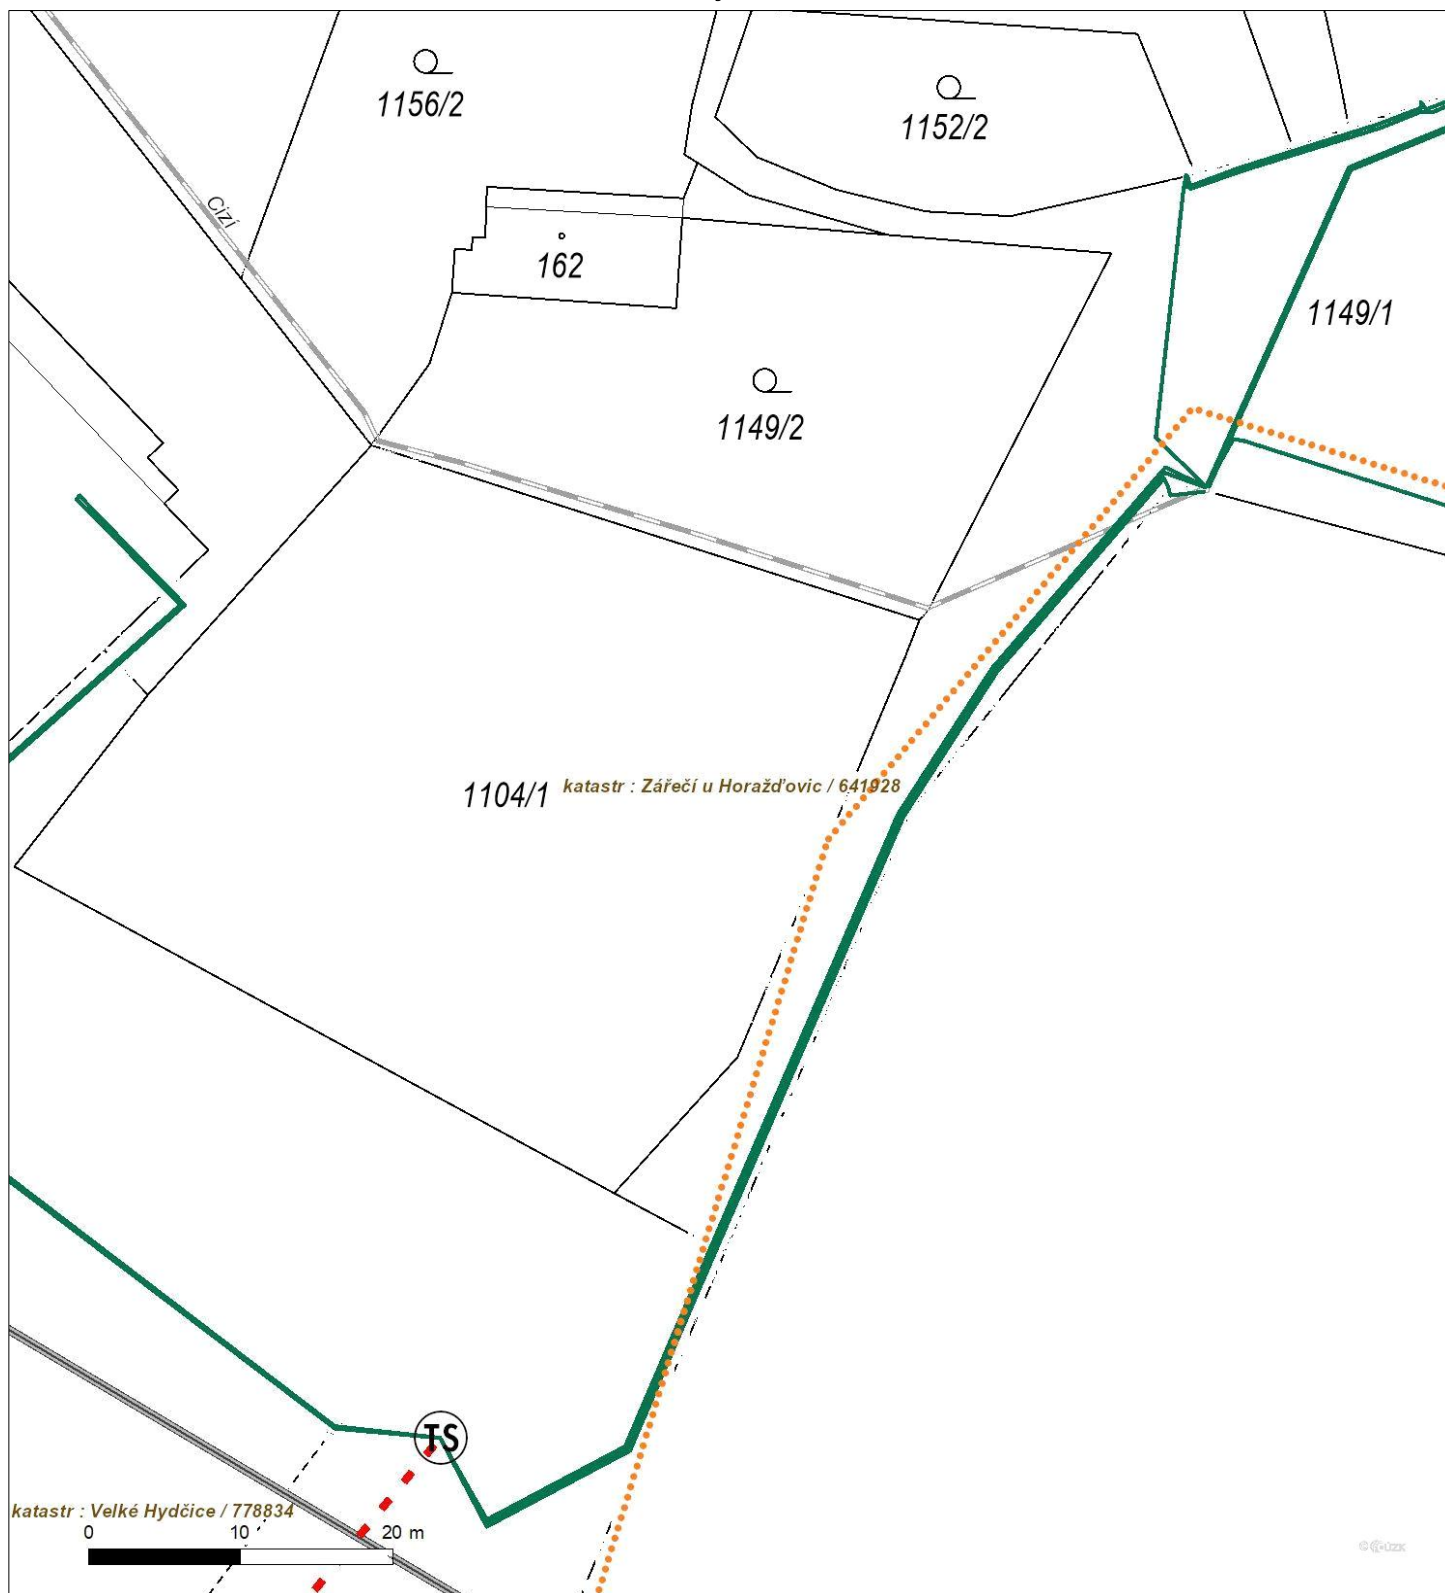 1156/2
1152/2
Cizí
162
1149/1
1149/2
1104/1
katastr : Zářečí u Horažďovic / 641928
TS
katastr : Velké Hydčice / 778834
0 10 20 m